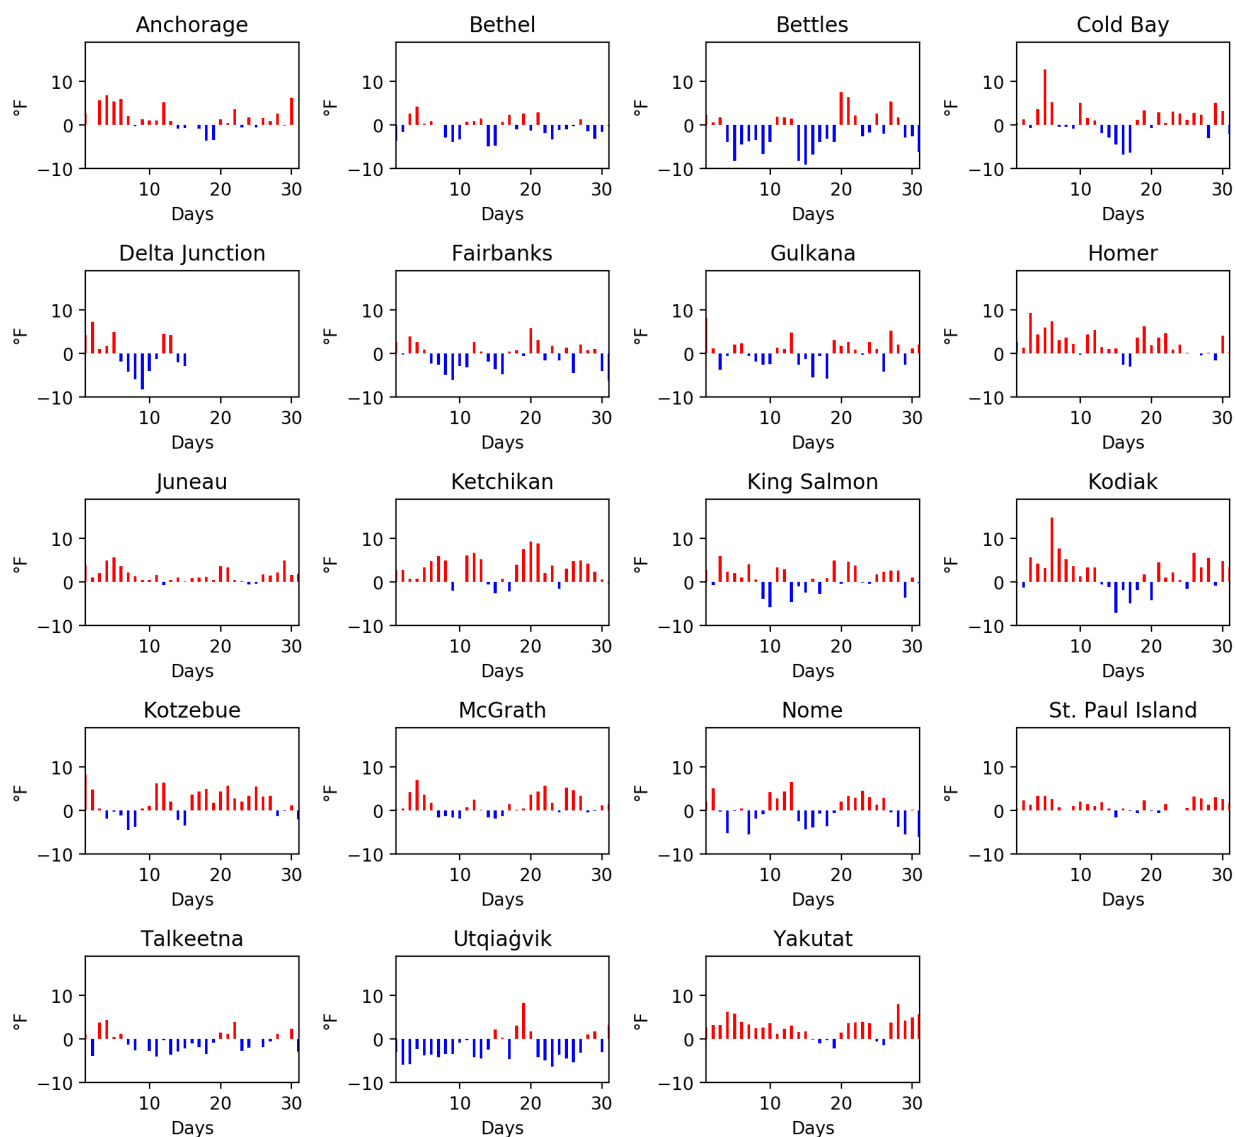 Anchorage Bethel Bettles Cold Bay
°F 10 0 −10 °F 10 0 −10 °F 10 0 −10 °F 10 0 −10
10 20 30 10 20 30 10 20 30 10 20 30
Days Days Days Days
Delta Junction Fairbanks Gulkana Homer
°F 10 0 −10 °F 10 0 −10 °F 10 0 −10 °F 10 0 −10
10 20 30 10 20 30 10 20 30 10 20 30
Days Days Days Days
Juneau Ketchikan King Salmon Kodiak
°F 10 0 −10 °F 10 0 −10 °F 10 0 −10 °F 10 0 −10
10 20 30 10 20 30 10 20 30 10 20 30
Days Days Days Days
Kotzebue McGrath Nome St. Paul Island
°F 10 0 −10 °F 10 0 −10 °F 10 0 −10 °F 10 0 −10
10 20 30 10 20 30 10 20 30 10 20 30
Days Days Days Days
Talkeetna Utqiaġvik Yakutat
°F 10 0 −10 °F 10 0 −10 °F 10 0 −10
10 20 30 10 20 30 10 20 30
Days Days Days